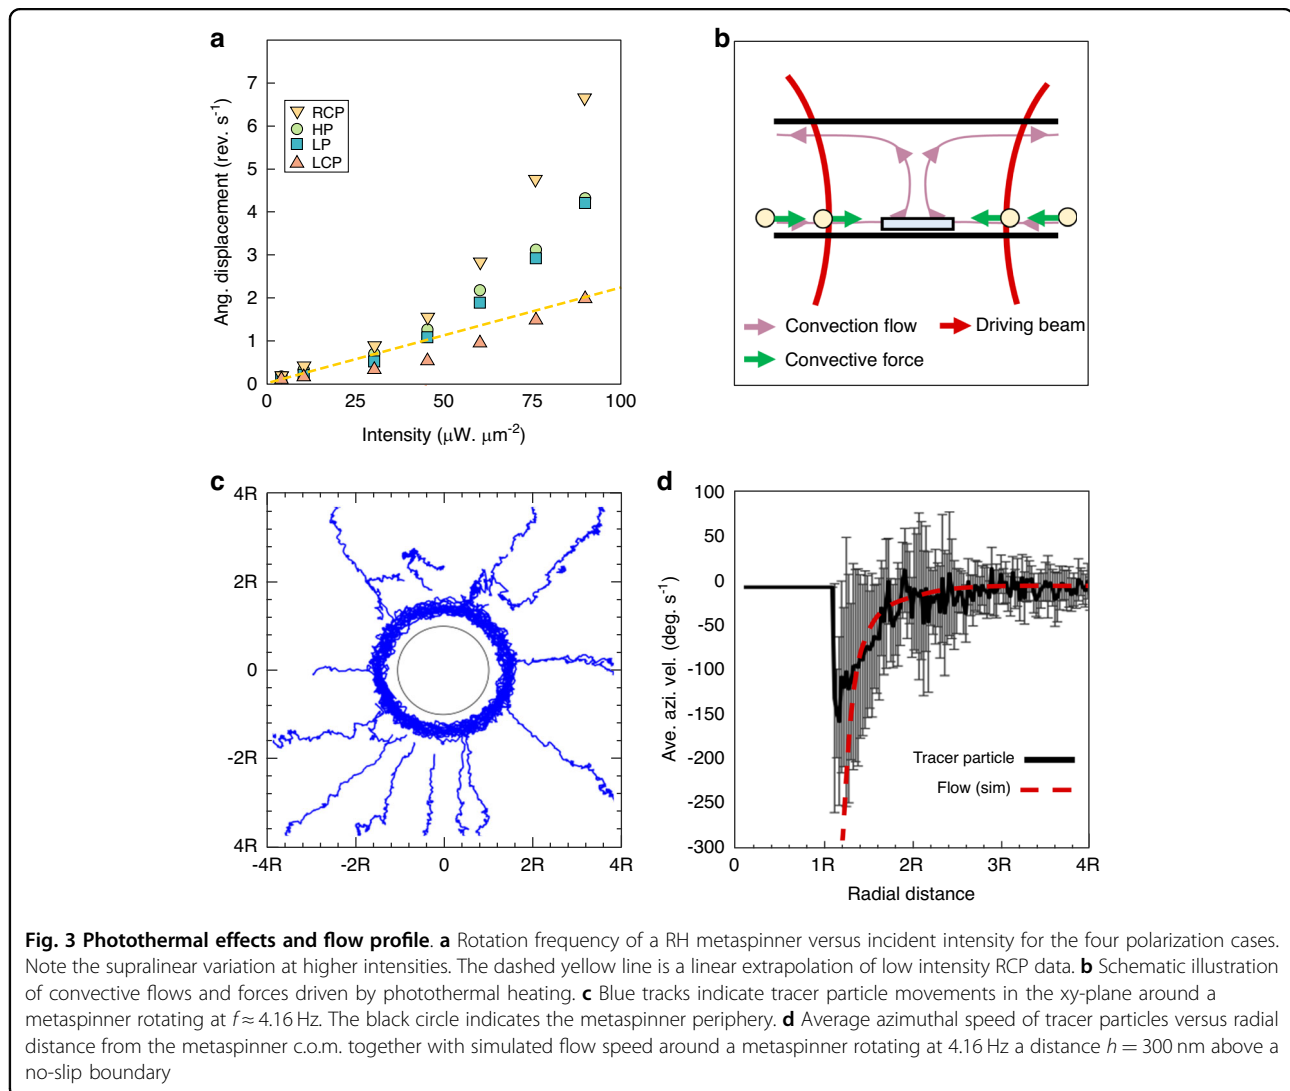 a
Ang. displacement (rev. s-1)
7
6
5
4
3
2
1
0
RCP
HP
LP
LCP
0 25 50 75 100
Intensity (μW. μm-2)
b
Convection flow
Driving beam
Convective force
c
4R
2R
0
-2R
4R
-4R -2R 0 2R 4R
d
Ave. azi. vel. (deg. s-1)
100
50
0
-50
-100
-150
-200
-250
-300
Tracer particle
Flow (sim)
0 1R 2R 3R 4R
Radial distance
Fig. 3 Photothermal effects and flow profile. a Rotation frequency of a RH metaspinner versus incident intensity for the four polarization cases.
Note the supralinear variation at higher intensities. The dashed yellow line is a linear extrapolation of low intensity RCP data. b Schematic illustration
of convective flows and forces driven by photothermal heating. c Blue tracks indicate tracer particle movements in the xy-plane around a
metaspinner rotating at f ≈ 4.16 Hz. The black circle indicates the metaspinner periphery. d Average azimuthal speed of tracer particles versus radial
distance from the metaspinner c.o.m. together with simulated flow speed around a metaspinner rotating at 4.16 Hz a distance h = 300 nm above a
no-slip boundary